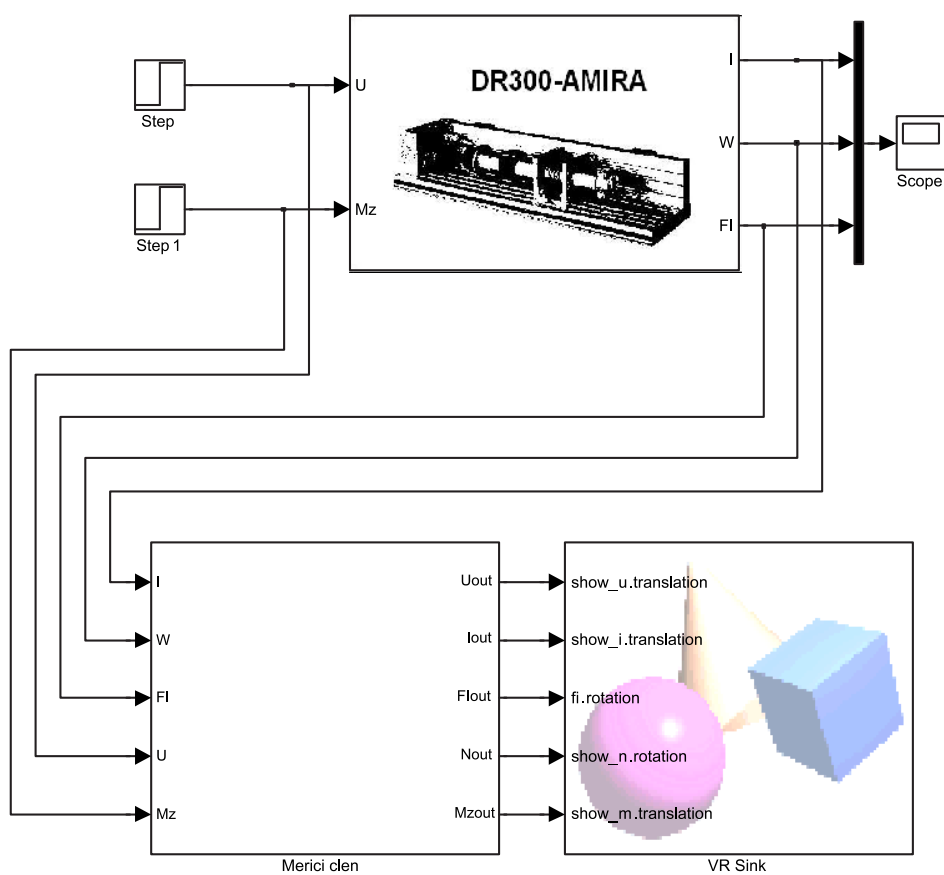 DR300-AMIRA
U
Mz
I
W
FI
Step
Step 1
Scope
I
W
FI
U
Mz
Uout
Iout
FIout
Nout
Mzout
show_u.translation
show_i.translation
fi.rotation
show_n.rotation
show_m.translation
Merici clen
VR Sink